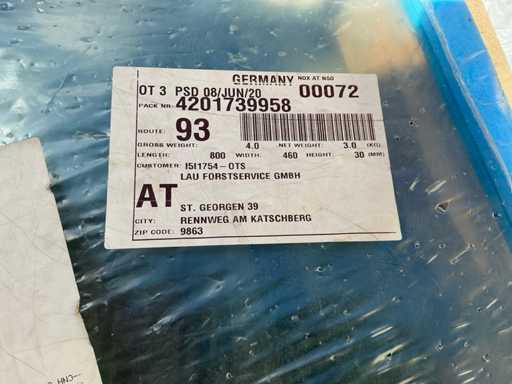 GERMANY NOX AT NSO
OT 3 PSD 08/JUN/20 00072
PACK NR: 4201739958
ROUTE: 93
GROSS WEIGHT: 4.0 NET WEIGHT: 3.0 (KG)
LENGTH: 800 WIDTH: 460 HEIGHT: 30 (MM)
CUSTOMER: I5I1754-OTS
LAU FORSTSERVICE GMBH
AT
ST. GEORGEN 39
CITY: RENNWEG AM KATSCHBERG
ZIP CODE: 9863